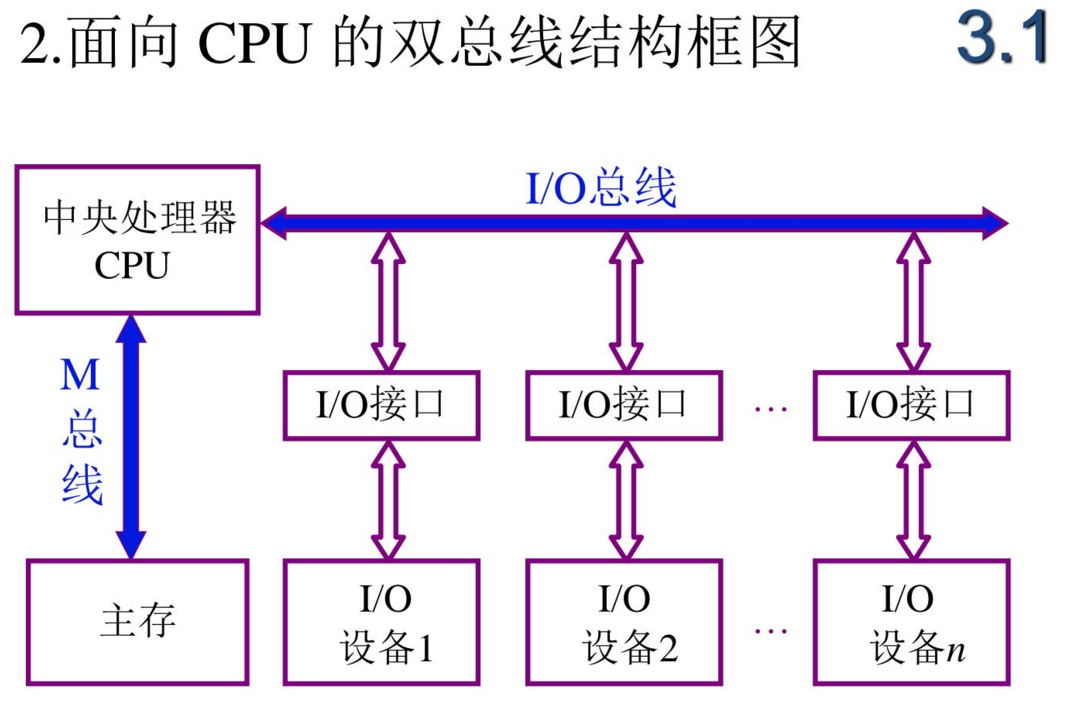 2.面向 CPU 的双总线结构框图
3.1
中央处理器
CPU
I/O总线
M
总
线
I/O接口
I/O接口
…
I/O接口
主存
I/O
设备1
I/O
设备2
…
I/O
设备n